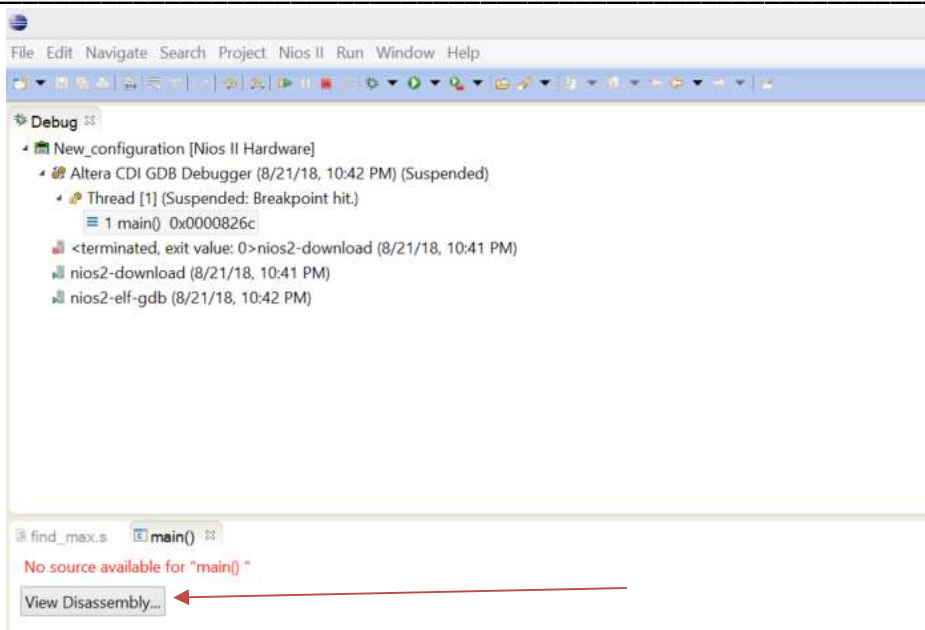 File Edit Navigate Search Project Nios II Run Window Help
Debug
New_configuration [Nios II Hardware]
Altera CDI GDB Debugger (8/21/18, 10:42 PM) (Suspended)
Thread [1] (Suspended: Breakpoint hit.)
1 main() 0x0000826c
<terminated, exit value: 0>nios2-download (8/21/18, 10:41 PM)
nios2-download (8/21/18, 10:41 PM)
nios2-elf-gdb (8/21/18, 10:42 PM)
find_max.s main()
No source available for "main() "
View Disassembly...